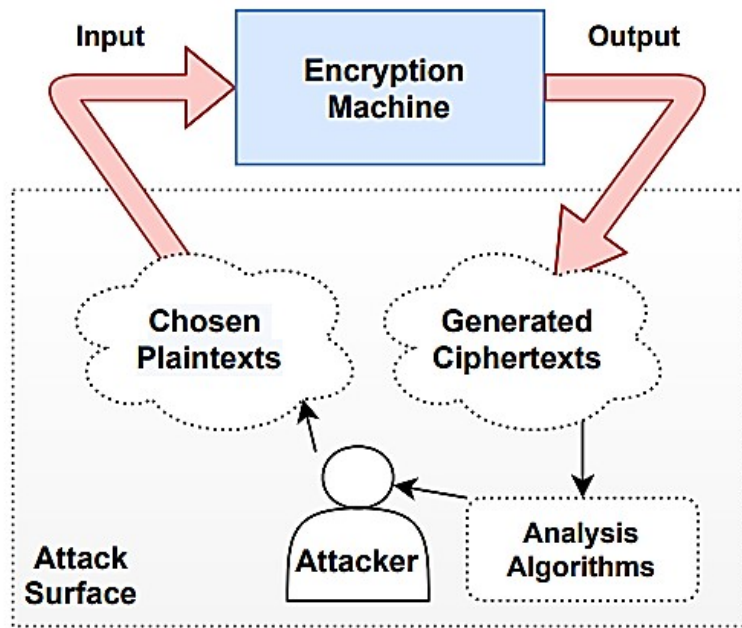 Input
Output
Encryption
Machine
Chosen
Plaintexts
Generated
Ciphertexts
Attacker
Analysis
Algorithms
Attack
Surface